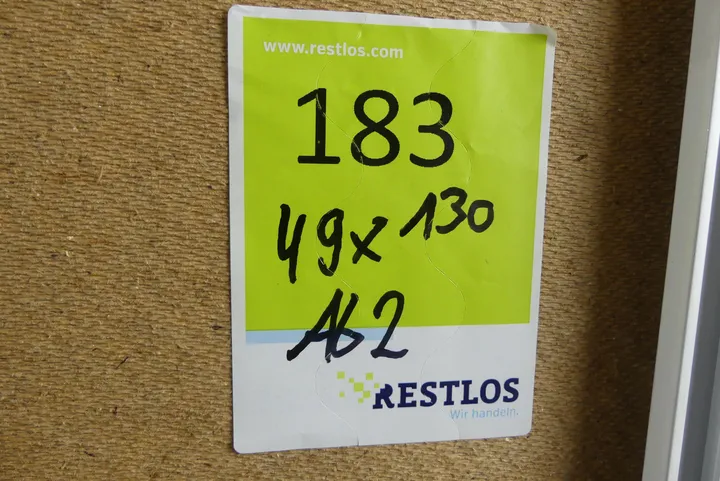 www.restlos.com
183
49x130
A62
RESTLOS
Wir handeln.